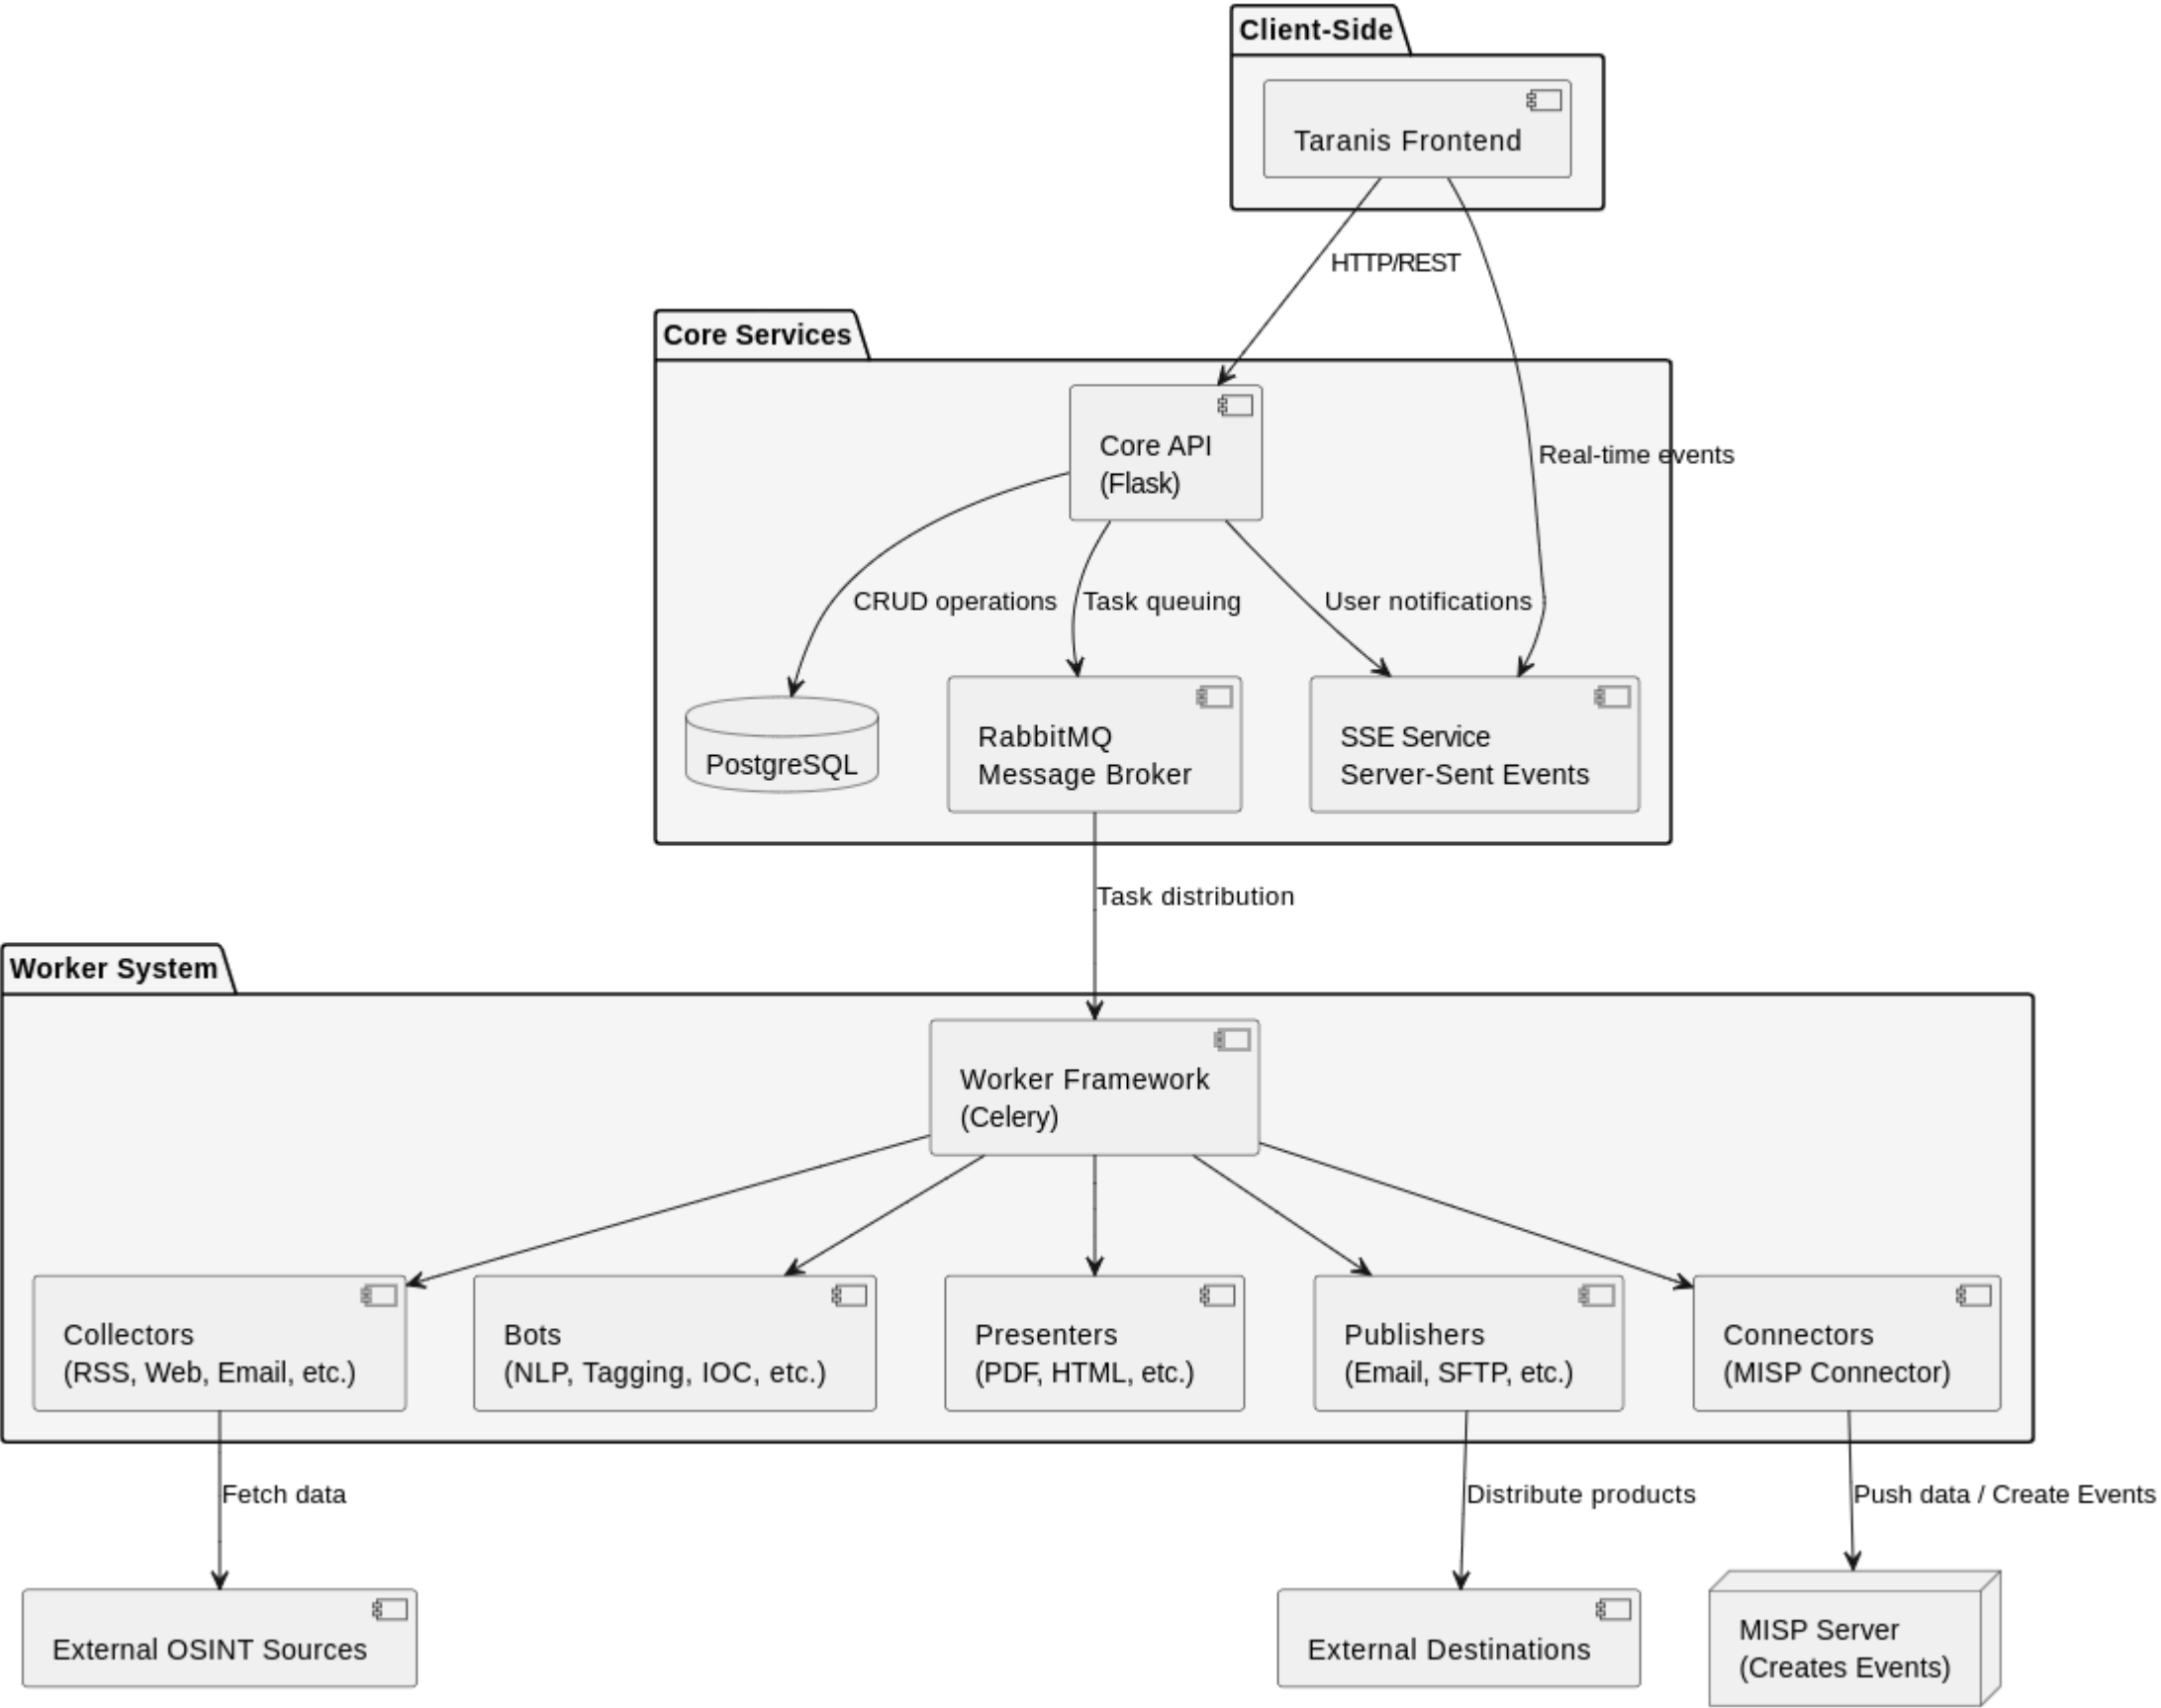 Client-Side
Taranis Frontend
HTTP/REST
Core Services
Core API
(Flask)
Real-time events
CRUD operations
Task queuing
User notifications
PostgreSQL
RabbitMQ
Message Broker
SSE Service
Server-Sent Events
Task distribution
Worker System
Worker Framework
(Celery)
Collectors
(RSS, Web, Email, etc.)
Bots
(NLP, Tagging, IOC, etc.)
Presenters
(PDF, HTML, etc.)
Publishers
(Email, SFTP, etc.)
Connectors
(MISP Connector)
Fetch data
Distribute products
Push data / Create Events
External OSINT Sources
External Destinations
MISP Server
(Creates Events)